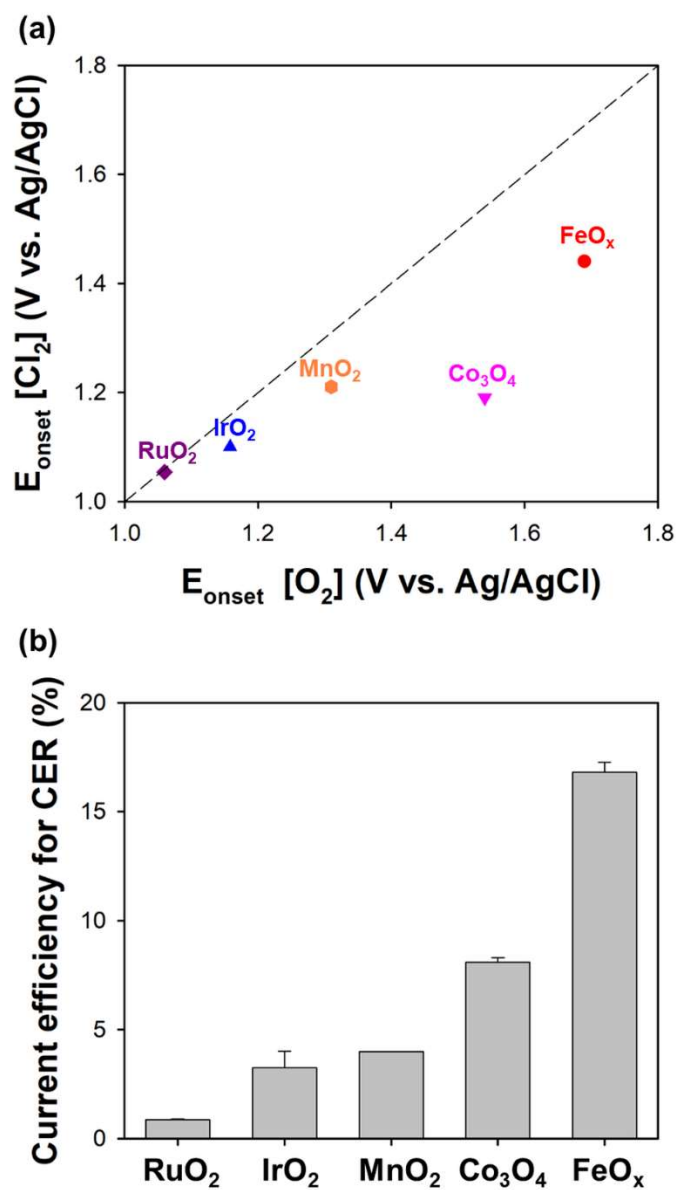 (a)
E_onset [Cl₂] (V vs. Ag/AgCl)
1.8
1.6
1.4
1.2
1.0
FeOₓ
MnO₂
Co₃O₄
IrO₂
RuO₂
1.0 1.2 1.4 1.6 1.8
E_onset [O₂] (V vs. Ag/AgCl)
(b)
Current efficiency for CER (%)
20
15
10
5
0
RuO₂ IrO₂ MnO₂ Co₃O₄ FeOₓ